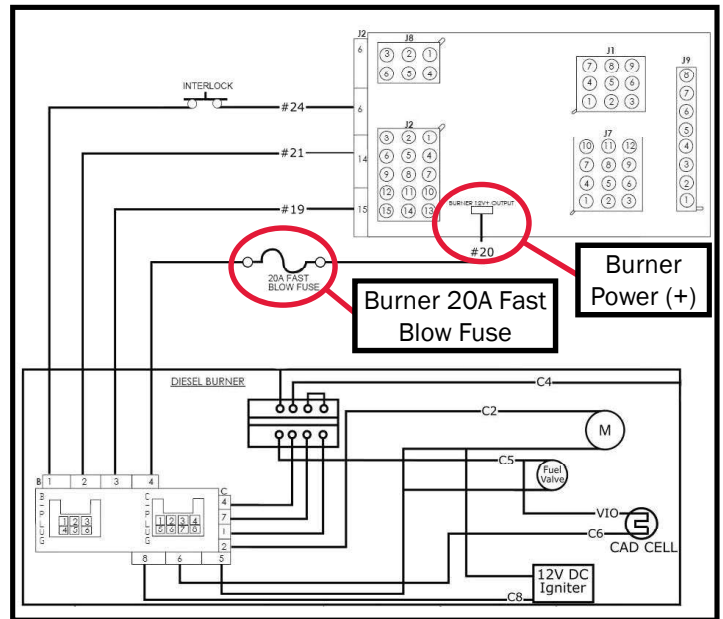 J2
6
J8
3 2 1
6 5 4
J1
7 8 9
4 5 6
1 2 3
J9
8
7
6
5
4
3
2
1
INTERLOCK
#24
6
J2
3 2 1
6 5 4
9 8 7
12 11 10
15 14 13
J7
10 11 12
7 8 9
4 5 6
1 2 3
#21
14
#19
15
BURNER 12V+ OUTPUT
#20
20A FAST
BLOW FUSE
Burner
Power (+)
Burner 20A Fast
Blow Fuse
DIESEL BURNER
C4
C2
M
C5
Fuel
Valve
B 1 2 3 4
C
B-PLUG
1 2 3
4 5 6
C-PLUG
1 2 3 4
5 6 7 8
4
7
1
2
8 6 5
VIO
C6
CAD CELL
12V DC
Igniter
C8